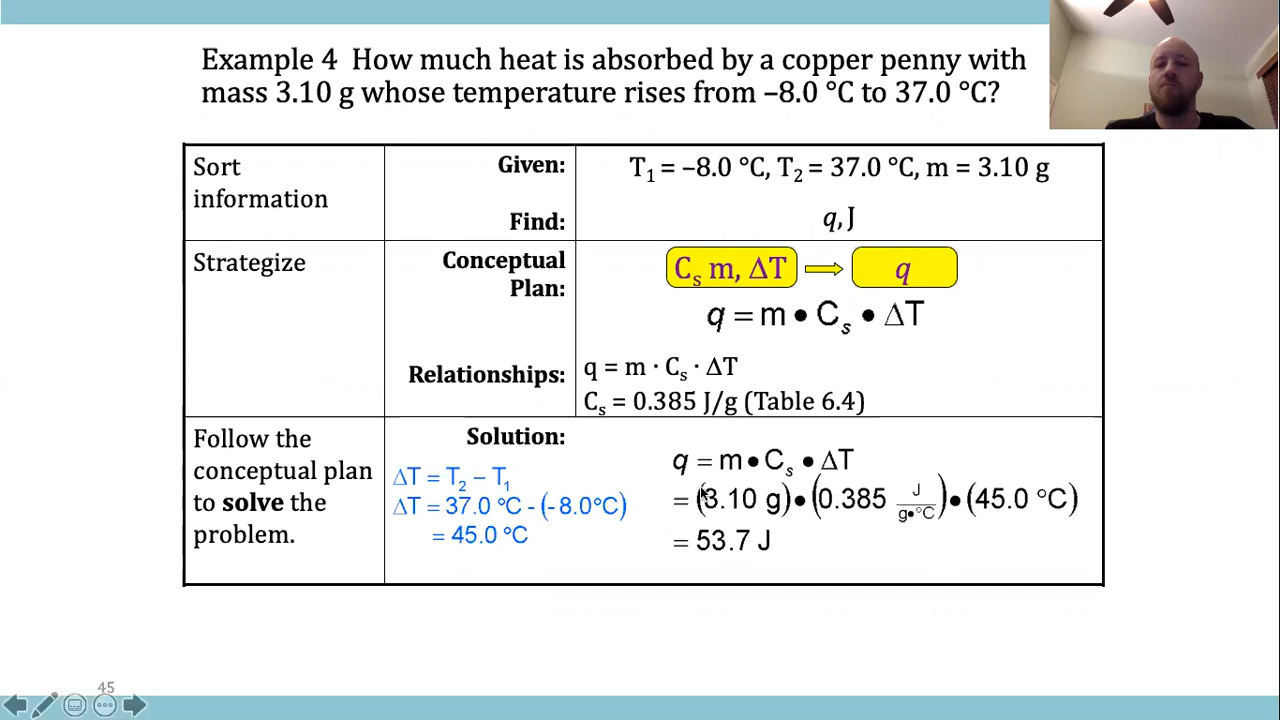 Example 4 How much heat is absorbed by a copper penny with
mass 3.10 g whose temperature rises from –8.0 °C to 37.0 °C?
Sort
information
Given:
T₁ = –8.0 °C, T₂ = 37.0 °C, m = 3.10 g
Find:
q, J
Strategize
Conceptual
Plan:
Cₛ m, ΔT
q
q = m • Cₛ • ΔT
Relationships:
q = m · Cₛ · ΔT
Cₛ = 0.385 J/g (Table 6.4)
Follow the
conceptual plan
to solve the
problem.
Solution:
ΔT = T₂ – T₁
ΔT = 37.0 °C - (- 8.0°C)
= 45.0 °C
q = m • Cₛ • ΔT
= (3.10 g) • (0.385 J/g•°C) • (45.0 °C)
= 53.7 J
45